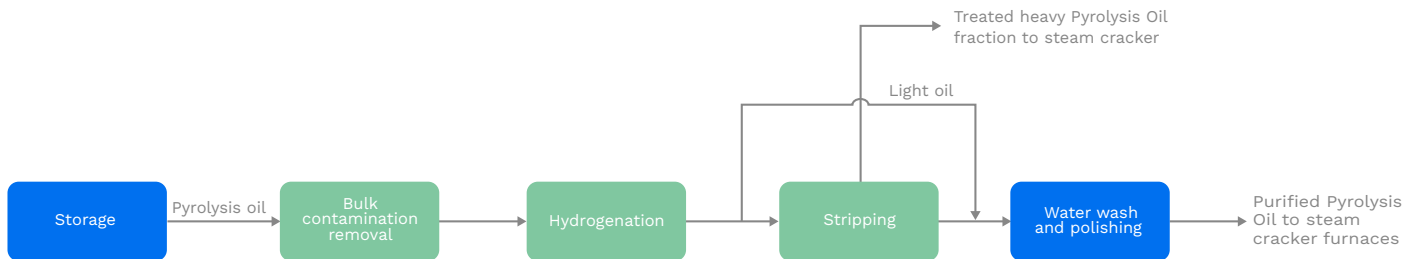 Treated heavy Pyrolysis Oil
fraction to steam cracker
Light oil
Storage
Pyrolysis oil
Bulk
contamination
removal
Hydrogenation
Stripping
Water wash
and polishing
Purified Pyrolysis
Oil to steam
cracker furnaces